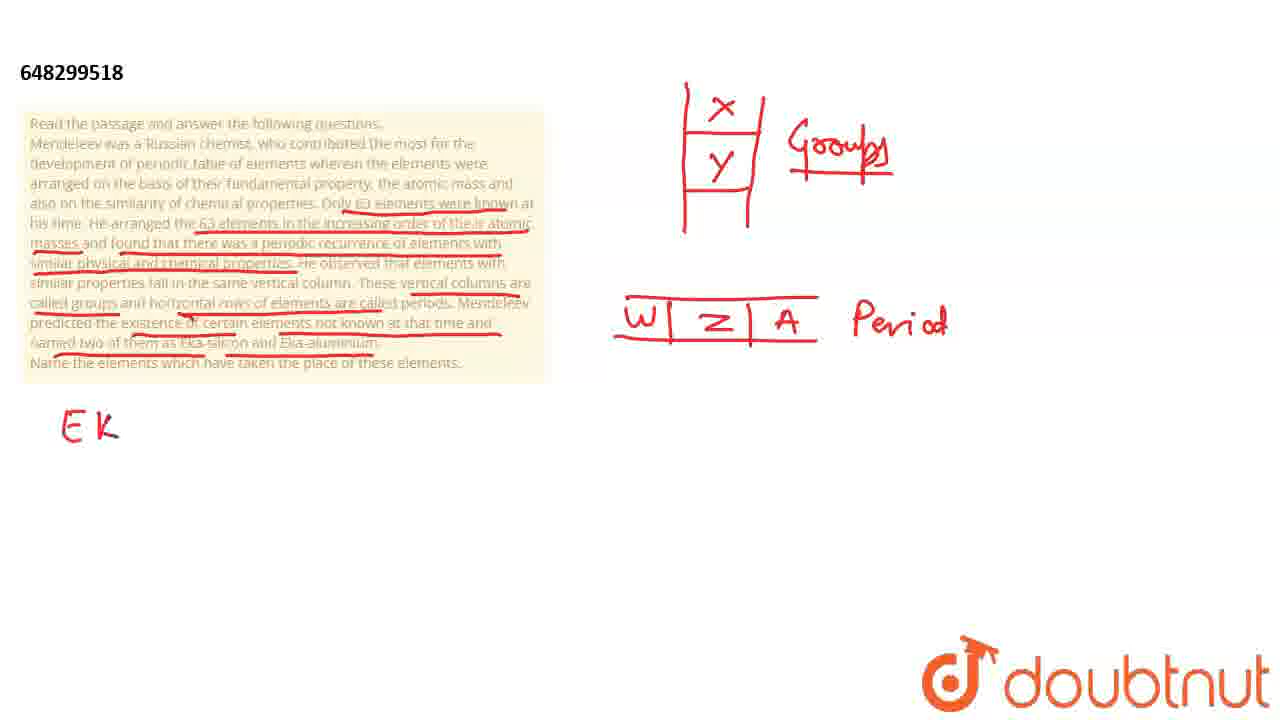 648299518
Read the passage and answer the following questions.
Mendeleev was a Russian chemist, who contributed the most for the
development of periodic table of elements wherein the elements were
arranged on the basis of their fundamental property, the atomic mass and
also on the similarity of chemical properties. Only 63 elements were known at
his time. He arranged the 63 elements in the increasing order of their atomic
masses and found that there was a periodic recurrence of elements with
similar physical and chemical properties. He observed that elements with
similar properties fall in the same vertical column. These vertical columns are
called groups and horizontal rows of elements are called periods. Mendeleev
predicted the existence of certain elements not known at that time and
named two of them as Eka-silicon and Eka-aluminium.
Name the elements which have taken the place of these elements.
EK
X
Y
Groups
W Z A Period
doubtnut